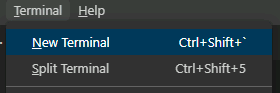 Terminal Help
New Terminal Ctrl+Shift+`
Split Terminal Ctrl+Shift+5